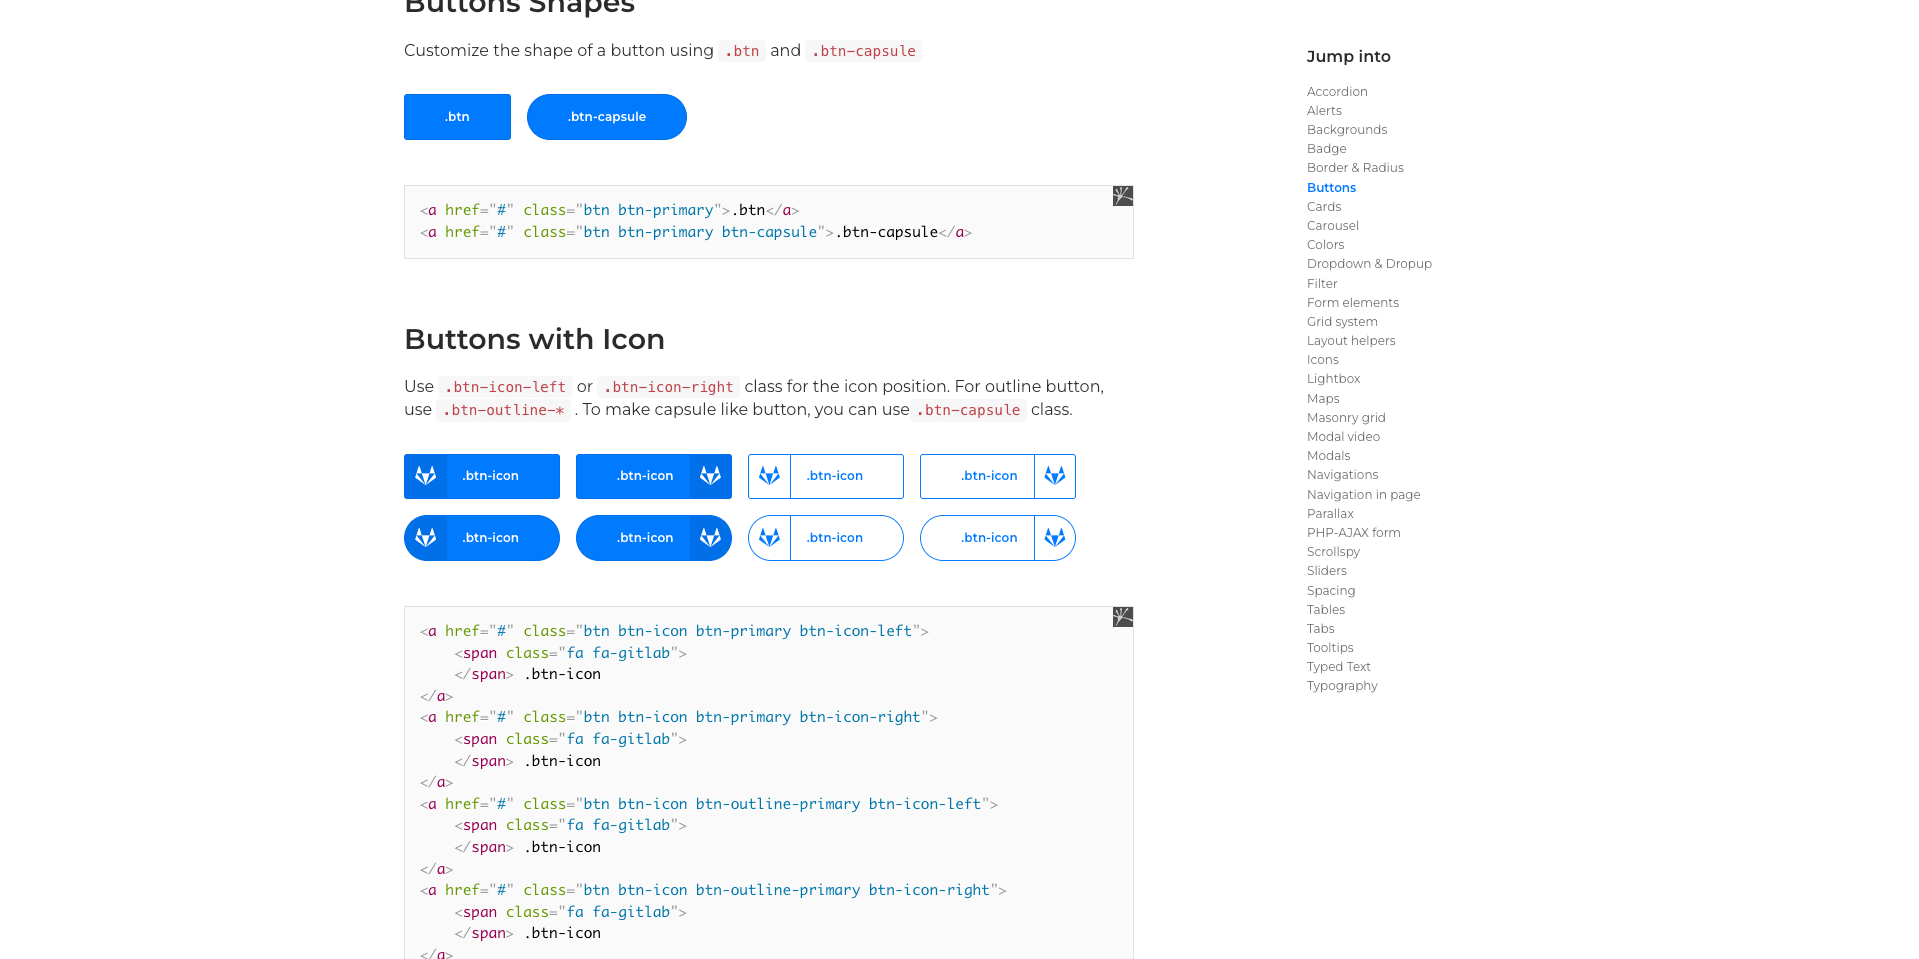 Buttons Shapes
Customize the shape of a button using .btn and .btn-capsule
.btn .btn-capsule
<a href="#" class="btn btn-primary">.btn</a>
<a href="#" class="btn btn-primary btn-capsule">.btn-capsule</a>
Buttons with Icon
Use .btn-icon-left or .btn-icon-right class for the icon position. For outline button,
use .btn-outline-* . To make capsule like button, you can use .btn-capsule class.
.btn-icon .btn-icon .btn-icon .btn-icon
.btn-icon .btn-icon .btn-icon .btn-icon
<a href="#" class="btn btn-icon btn-primary btn-icon-left">
    <span class="fa fa-gitlab">
    </span> .btn-icon
</a>
<a href="#" class="btn btn-icon btn-primary btn-icon-right">
    <span class="fa fa-gitlab">
    </span> .btn-icon
</a>
<a href="#" class="btn btn-icon btn-outline-primary btn-icon-left">
    <span class="fa fa-gitlab">
    </span> .btn-icon
</a>
<a href="#" class="btn btn-icon btn-outline-primary btn-icon-right">
    <span class="fa fa-gitlab">
    </span> .btn-icon
</a>
Jump into
Accordion
Alerts
Backgrounds
Badge
Border & Radius
Buttons
Cards
Carousel
Colors
Dropdown & Dropup
Filter
Form elements
Grid system
Layout helpers
Icons
Lightbox
Maps
Masonry grid
Modal video
Modals
Navigations
Navigation in page
Parallax
PHP-AJAX form
Scrollspy
Sliders
Spacing
Tables
Tabs
Tooltips
Typed Text
Typography